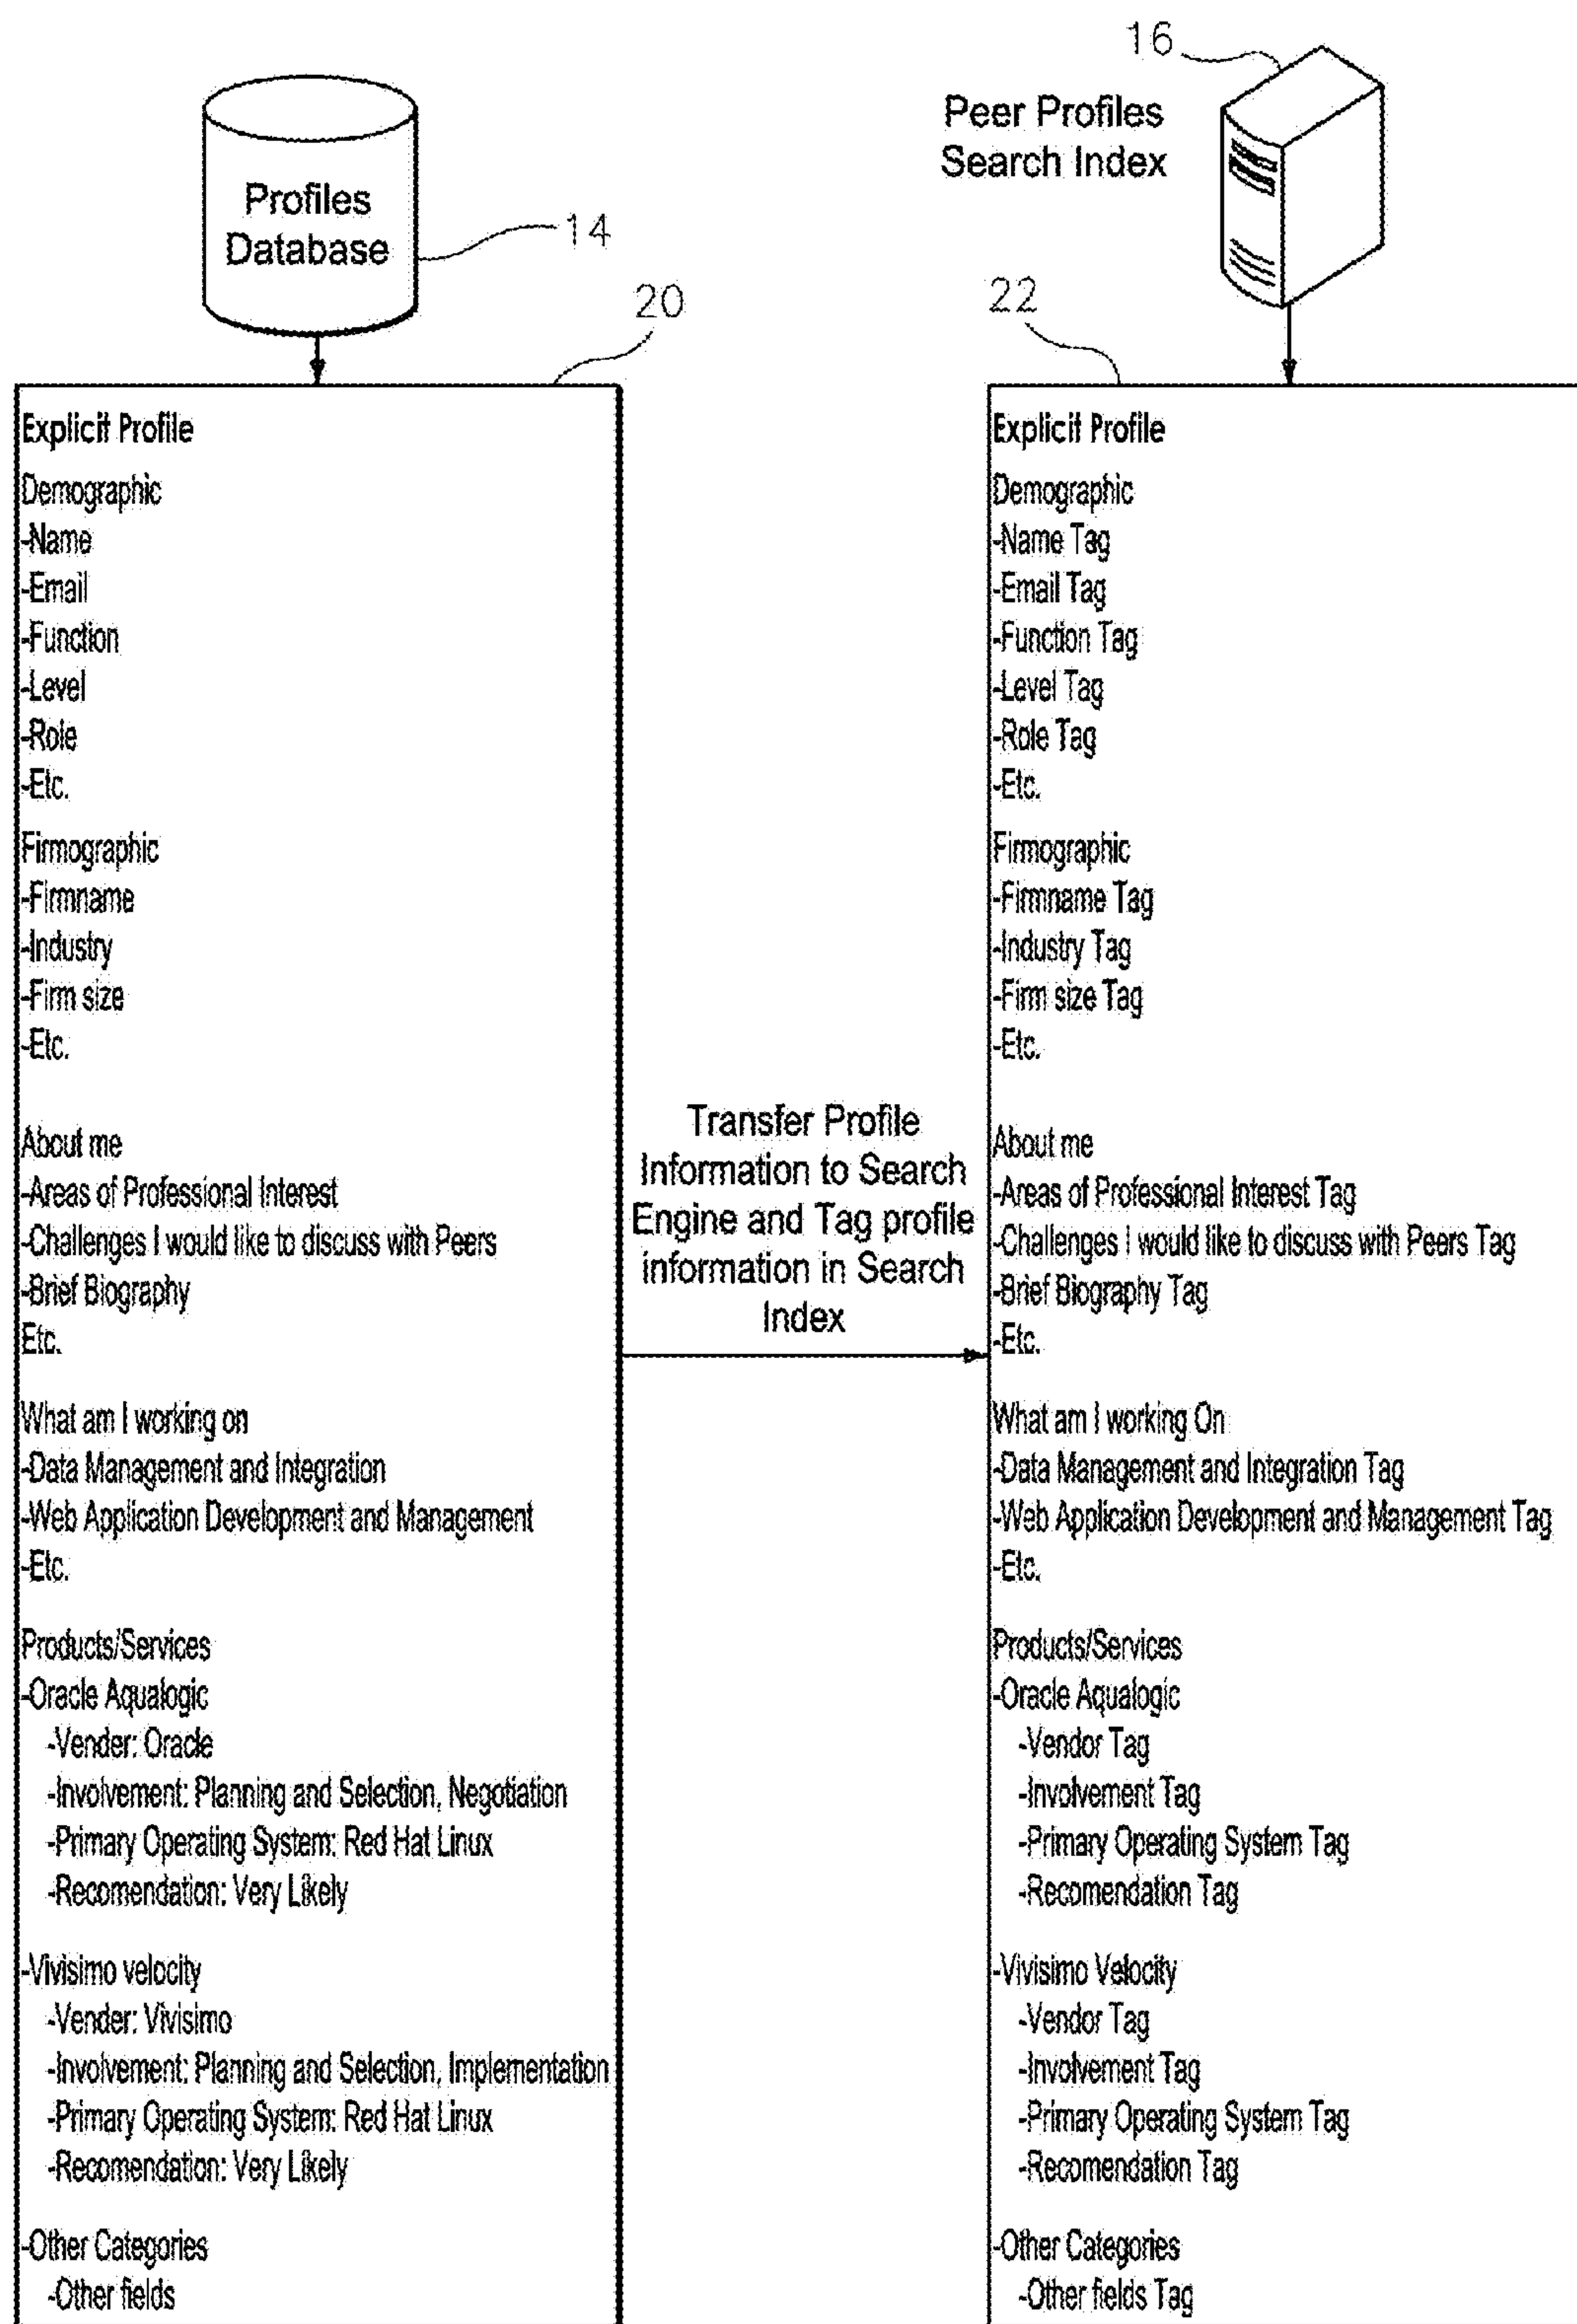 16
Peer Profiles
Search Index
Profiles
Database
14
20
22
Explicit Profile
Demographic
-Name
-Email
-Function
-Level
-Role
-Etc.
Firmographic
-Firmname
-Industry
-Firm size
-Etc.
About me
-Areas of Professional Interest
-Challenges I would like to discuss with Peers
-Brief Biography
Etc.
What am I working on
-Data Management and Integration
-Web Application Development and Management
-Etc.
Products/Services
-Oracle Aqualogic
-Vender: Oracle
-Involvement: Planning and Selection, Negotiation
-Primary Operating System: Red Hat Linux
-Recomendation: Very Likely
-Vivisimo velocity
-Vender: Vivisimo
-Involvement: Planning and Selection, Implementation
-Primary Operating System: Red Hat Linux
-Recomendation: Very Likely
-Other Categories
-Other fields
Transfer Profile
Information to Search
Engine and Tag profile
information in Search
Index
Explicit Profile
Demographic
-Name Tag
-Email Tag
-Function Tag
-Level Tag
-Role Tag
-Etc.
Firmographic
-Firmname Tag
-Industry Tag
-Firm size Tag
-Etc.
About me
-Areas of Professional Interest Tag
-Challenges I would like to discuss with Peers Tag
-Brief Biography Tag
-Etc.
What am I working On
-Data Management and Integration Tag
-Web Application Development and Management Tag
-Etc.
Products/Services
-Oracle Aqualogic
-Vendor Tag
-Involvement Tag
-Primary Operating System Tag
-Recomendation Tag
-Vivisimo Velocity
-Vendor Tag
-Involvement Tag
-Primary Operating System Tag
-Recomendation Tag
-Other Categories
-Other fields Tag